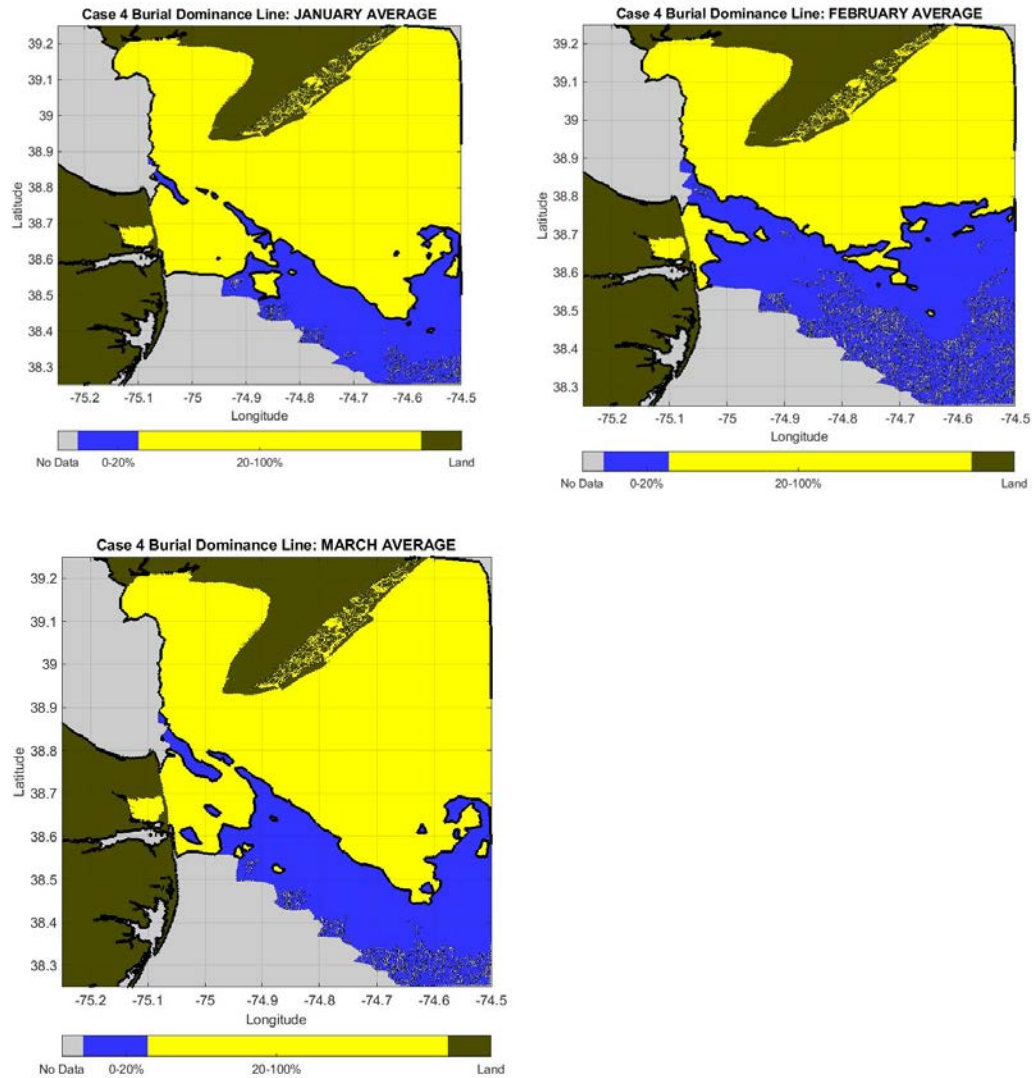 Case 4 Burial Dominance Line: JANUARY AVERAGE
39.2
39.1
39
38.9
38.8
38.7
38.6
38.5
38.4
38.3
Latitude
-75.2 -75.1 -75 -74.9 -74.8 -74.7 -74.6 -74.5
Longitude
No Data 0-20% 20-100% Land
Case 4 Burial Dominance Line: FEBRUARY AVERAGE
39.2
39.1
39
38.9
38.8
38.7
38.6
38.5
38.4
38.3
Latitude
-75.2 -75.1 -75 -74.9 -74.8 -74.7 -74.6 -74.5
Longitude
No Data 0-20% 20-100% Land
Case 4 Burial Dominance Line: MARCH AVERAGE
39.2
39.1
39
38.9
38.8
38.7
38.6
38.5
38.4
38.3
Latitude
-75.2 -75.1 -75 -74.9 -74.8 -74.7 -74.6 -74.5
Longitude
No Data 0-20% 20-100% Land